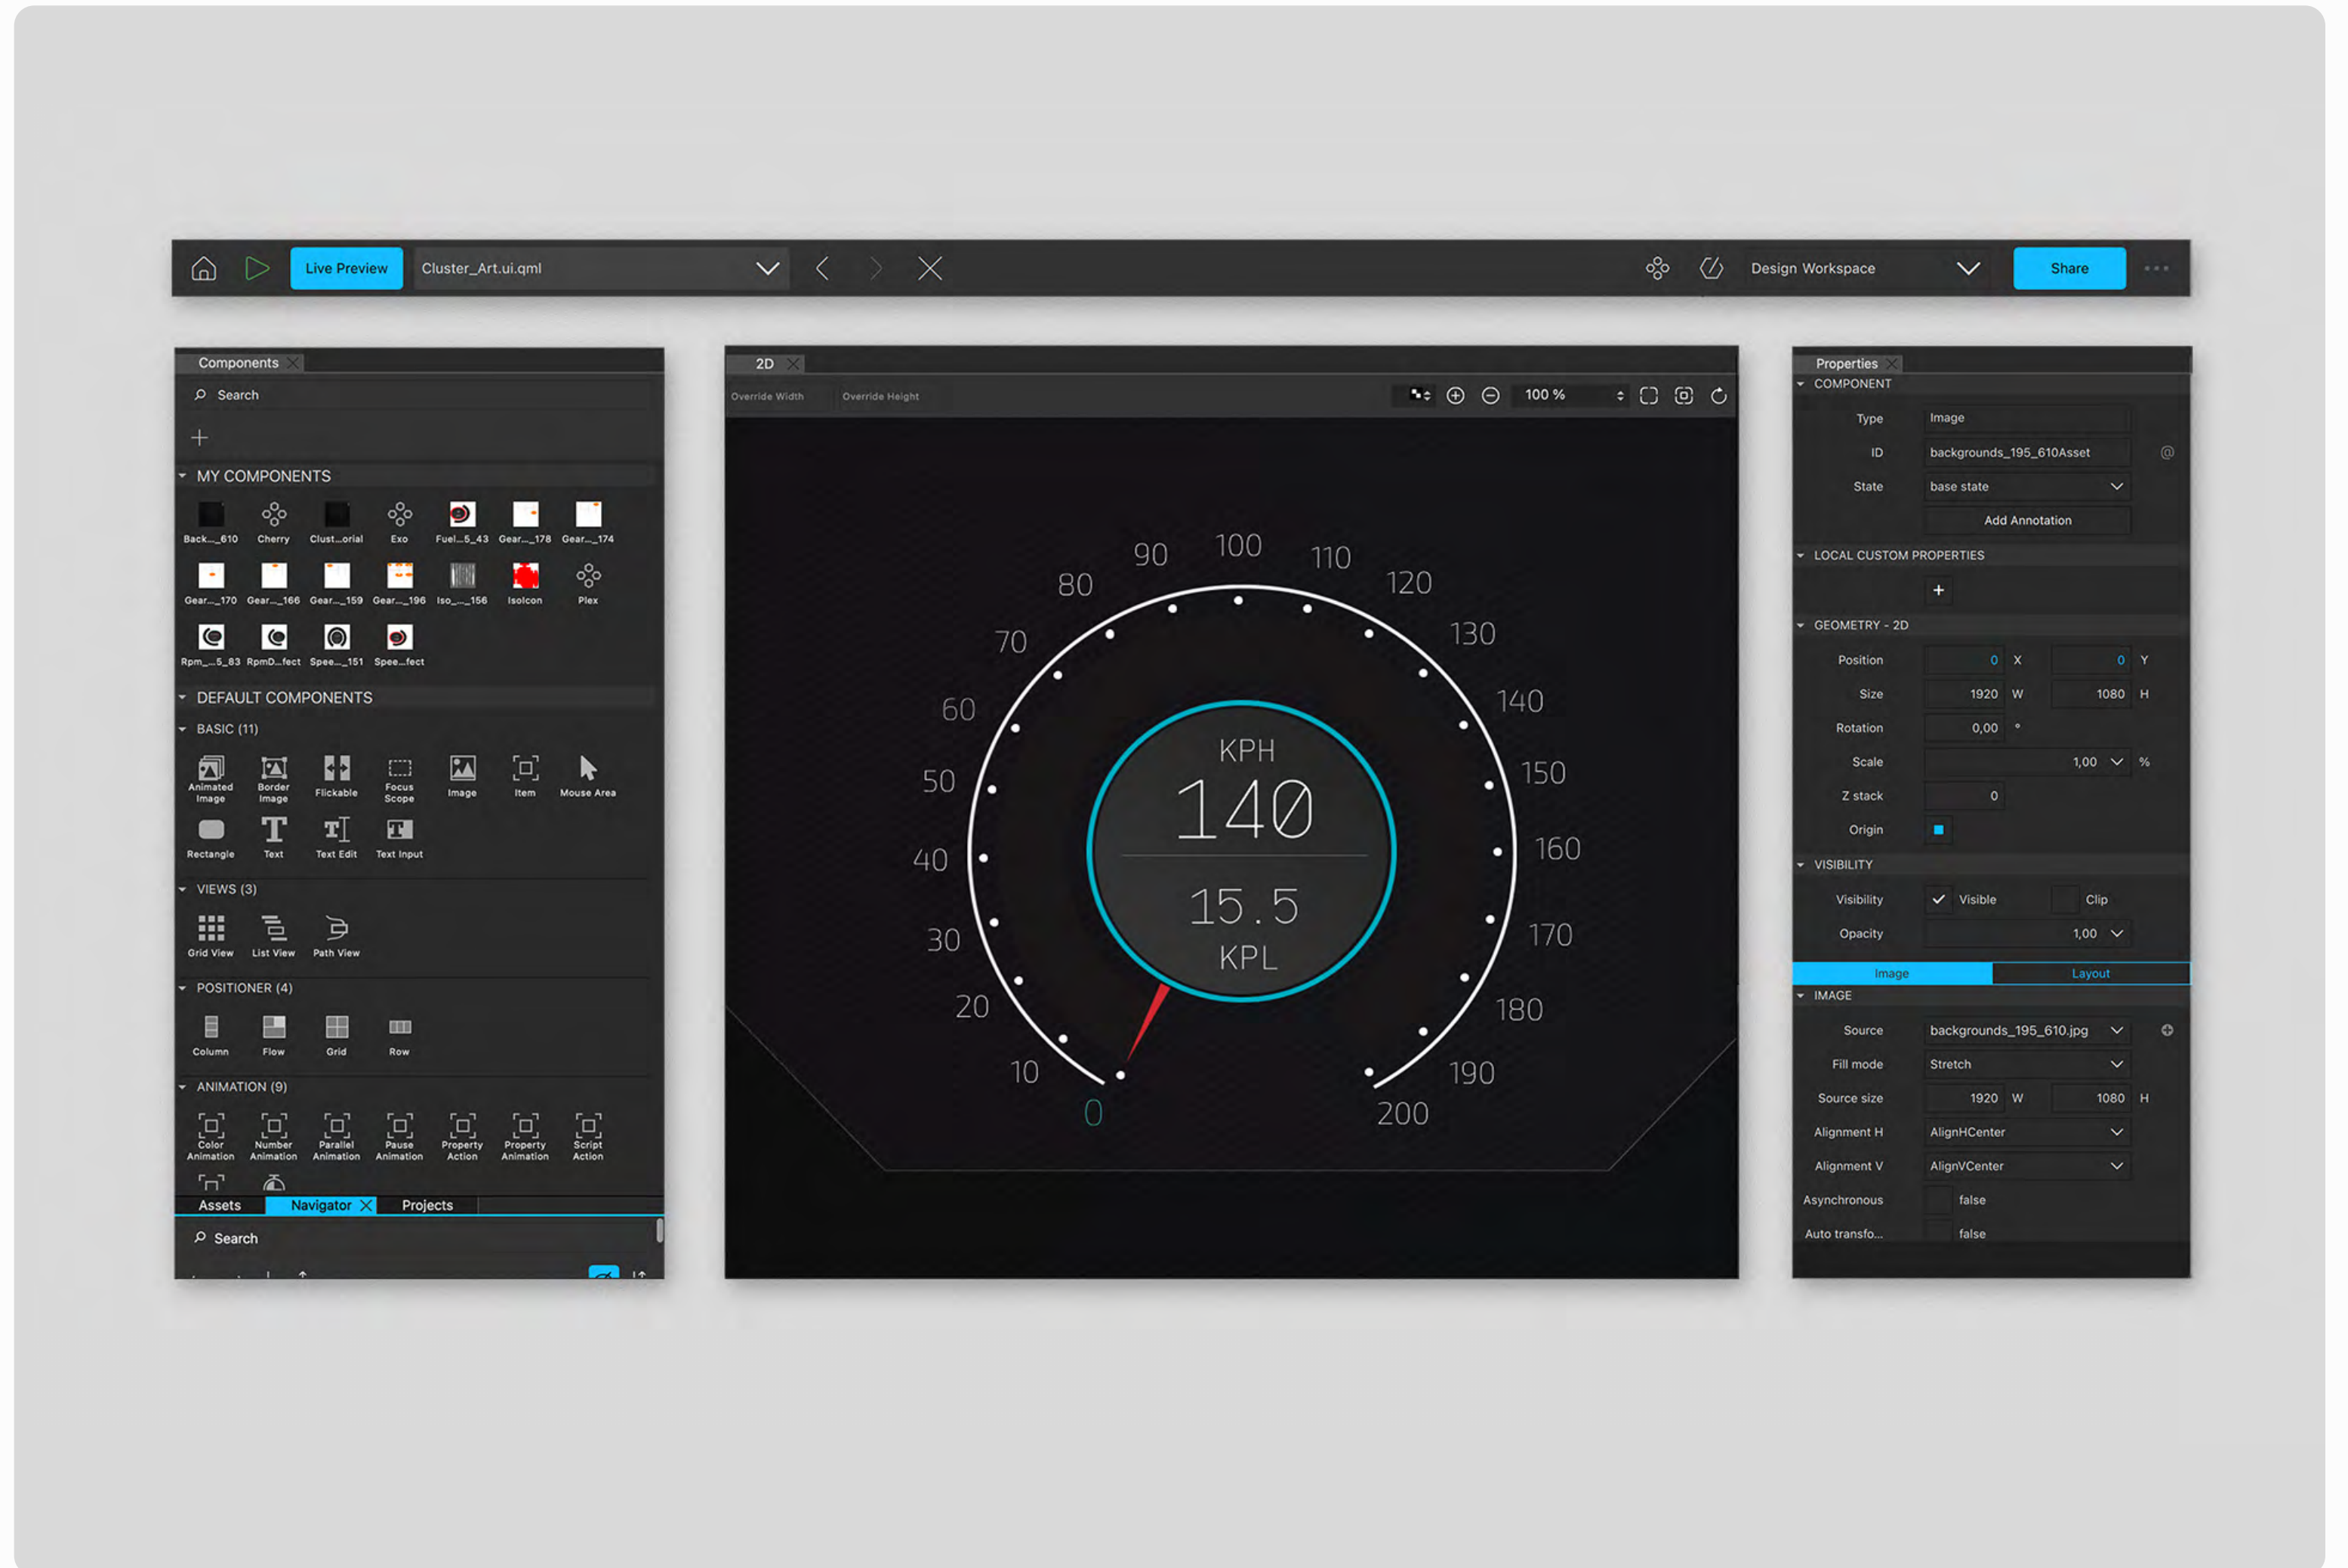 Live Preview
Cluster_Art.ui.qml
Design Workspace
Share
Components
Search
MY COMPONENTS
Back..._610 Cherry Clust...orial Exo Fuel...5_43 Gear..._178 Gear..._174
Gear..._170 Gear..._166 Gear..._159 Gear..._196 Iso_..._156 IsoIcon Plex
Rpm_...5_83 RpmD...fect Spee..._151 Spee...fect
DEFAULT COMPONENTS
BASIC (11)
Animated Image Border Image Flickable Focus Scope Image Item Mouse Area
Rectangle Text Text Edit Text Input
VIEWS (3)
Grid View List View Path View
POSITIONER (4)
Column Flow Grid Row
ANIMATION (9)
Color Animation Number Animation Parallel Animation Pause Animation Property Action Property Animation Script Action
Assets Navigator Projects
Search
2D
Override Width Override Height 100 %
0
10
20
30
40
50
60
70
80
90
100
110
120
130
140
150
160
170
180
190
200
KPH
140
15.5
KPL
Properties
COMPONENT
Type Image
ID backgrounds_195_610Asset @
State base state
Add Annotation
LOCAL CUSTOM PROPERTIES
+
GEOMETRY - 2D
Position 0 X 0 Y
Size 1920 W 1080 H
Rotation 0,00 °
Scale 1,00 %
Z stack 0
Origin
VISIBILITY
Visibility Visible Clip
Opacity 1,00
Image Layout
IMAGE
Source backgrounds_195_610.jpg
Fill mode Stretch
Source size 1920 W 1080 H
Alignment H AlignHCenter
Alignment V AlignVCenter
Asynchronous false
Auto transfo... false